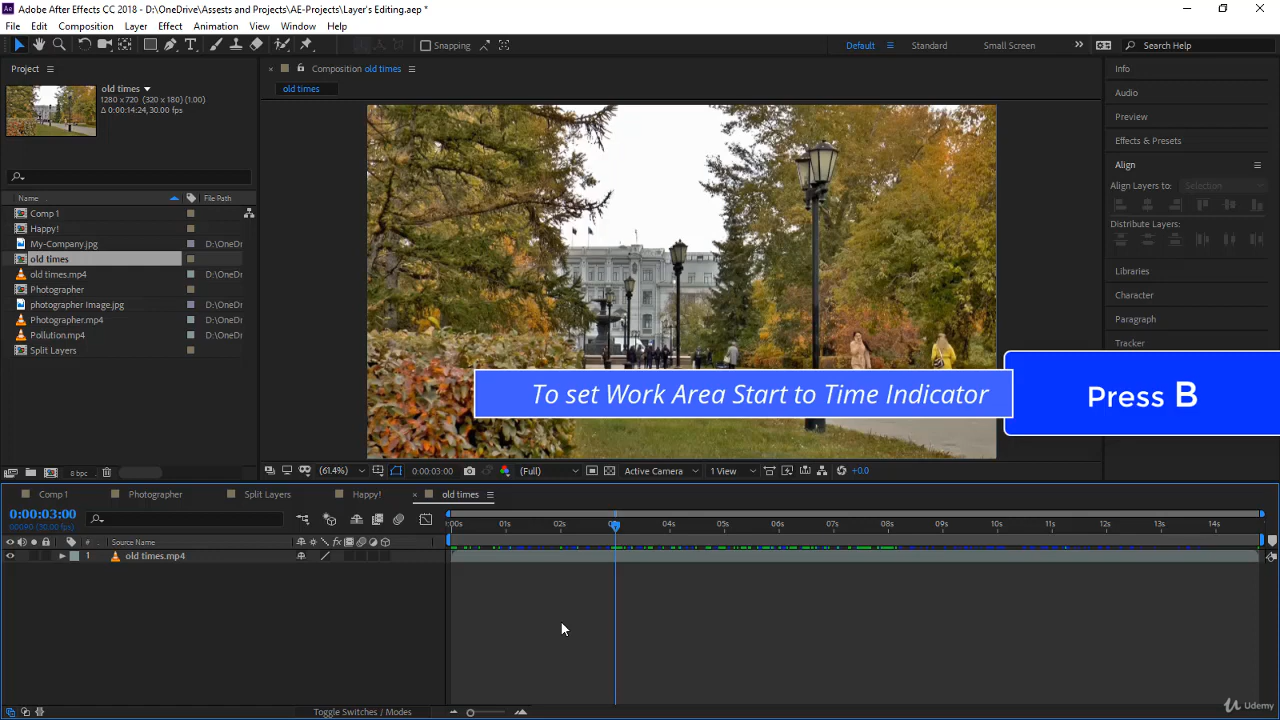 Ae Adobe After Effects CC 2018 - D:\OneDrive\Assests and Projects\AE-Projects\Layer's Editing.aep *
File Edit Composition Layer Effect Animation View Window Help
Snapping Default Standard Small Screen Search Help
Project
old times
1280 x 720 (320 x 180) (1.00)
Δ 0:00:14:24, 30.00 fps
Name File Path
Comp 1
Happy!
My-Company.jpg D:\OneDr
old times
old times.mp4 D:\OneDr
Photographer
photographer Image.jpg D:\OneDr
Photographer.mp4 D:\OneDr
Pollution.mp4 D:\OneDr
Split Layers
8 bpc
Composition old times
old times
To set Work Area Start to Time Indicator
Press B
(61.4%) 0:00:03:00 (Full) Active Camera 1 View +0.0
Info
Audio
Preview
Effects & Presets
Align
Align Layers to: Selection
Distribute Layers:
Libraries
Character
Paragraph
Tracker
Comp 1 Photographer Split Layers Happy! old times
0:00:03:00
00090 (30.00 fps)
:00s 01s 02s 03s 04s 05s 06s 07s 08s 09s 10s 11s 12s 13s 14s
# Source Name
1 old times.mp4
Toggle Switches / Modes
Udemy